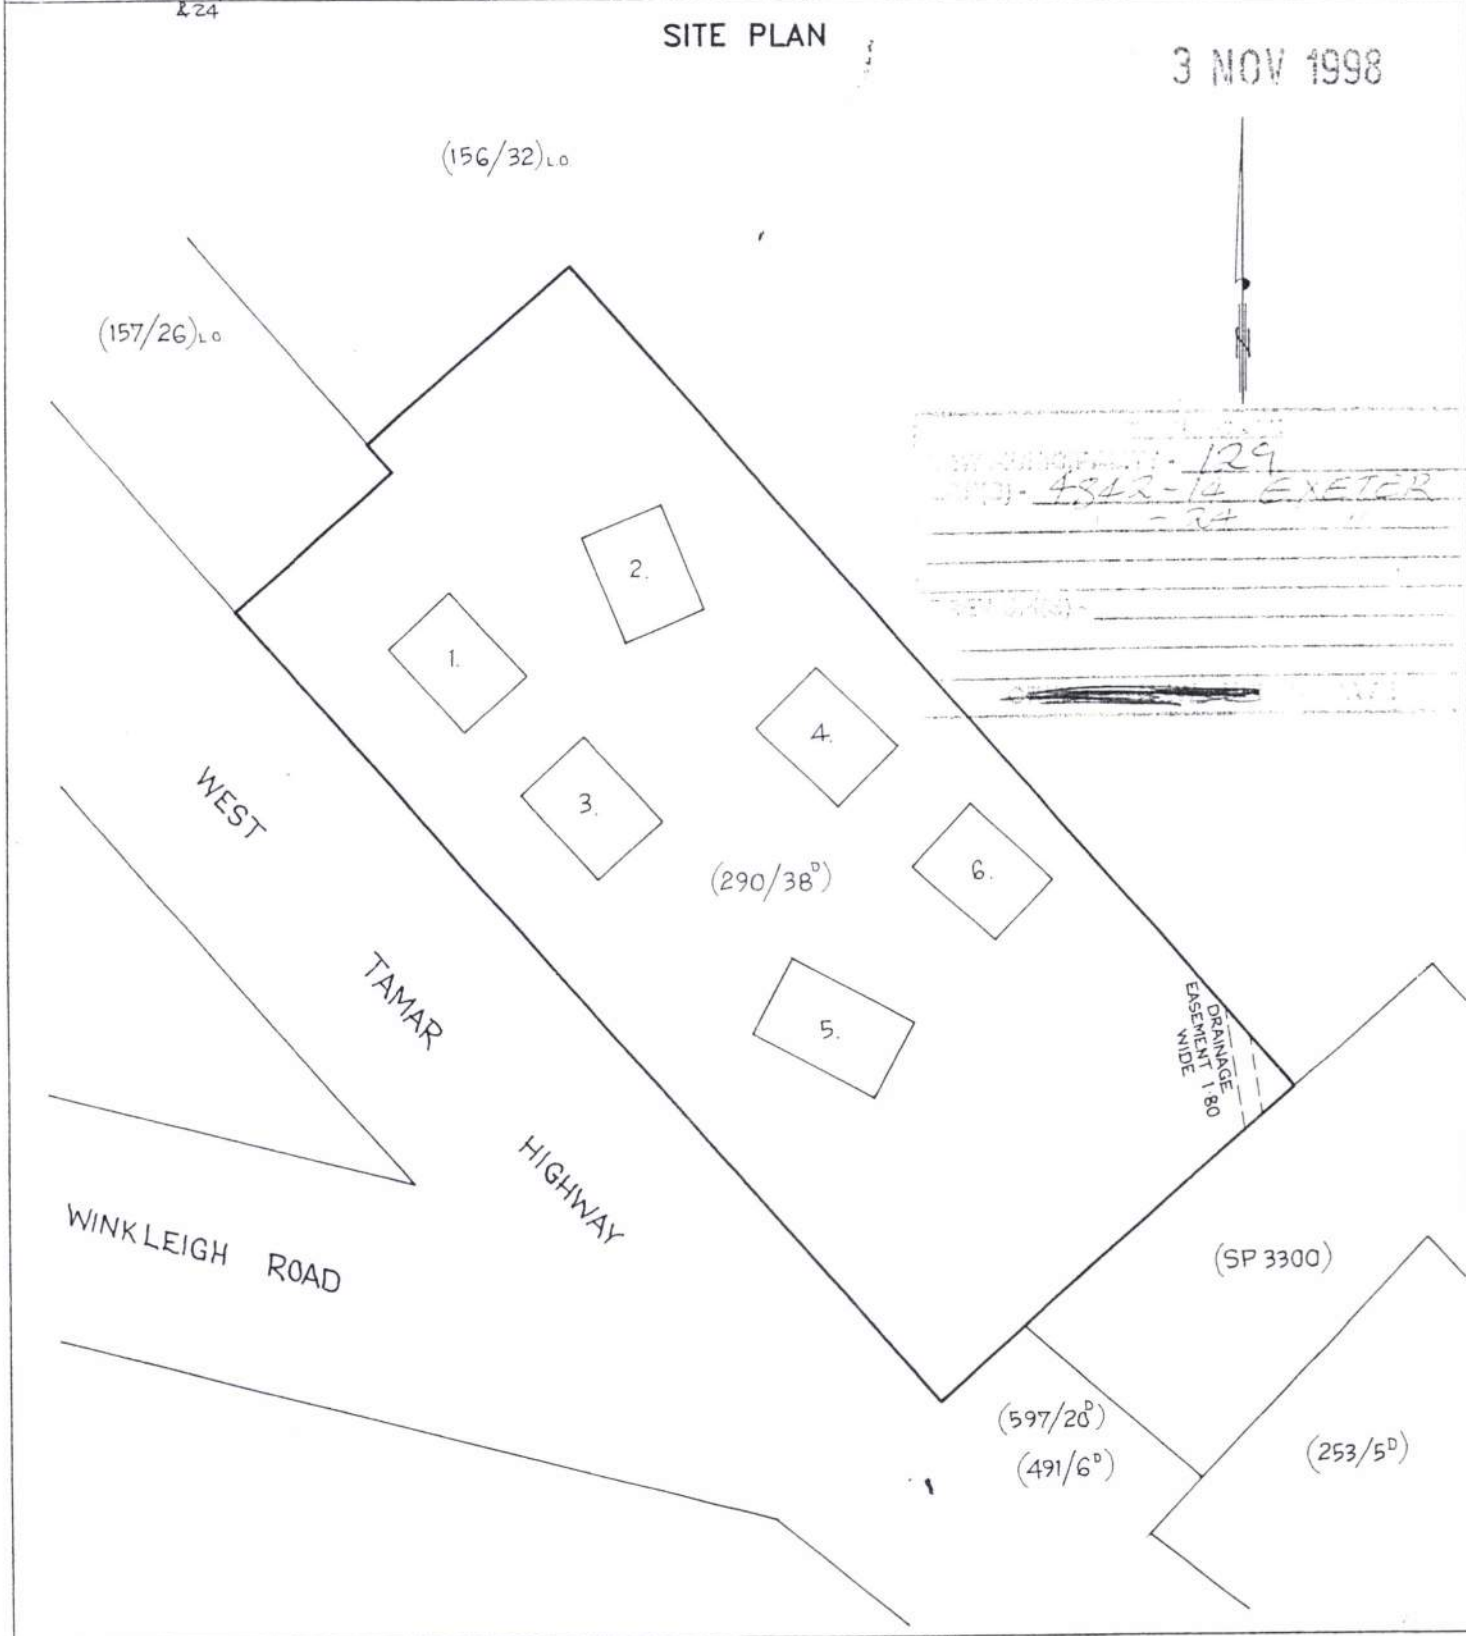 & 24
SITE PLAN
3 NOV 1998
(156/32) L.O.
(157/26) L.O
N
129
4842-14 EXETER
-24 "
2.
1.
4.
3.
(290/38ᴰ)
6.
5.
WEST
TAMAR
HIGHWAY
DRAINAGE
EASEMENT 1·80
WIDE
WINKLEIGH ROAD
(SP 3300)
(597/20ᴰ)
(491/6ᴰ)
(253/5ᴰ)